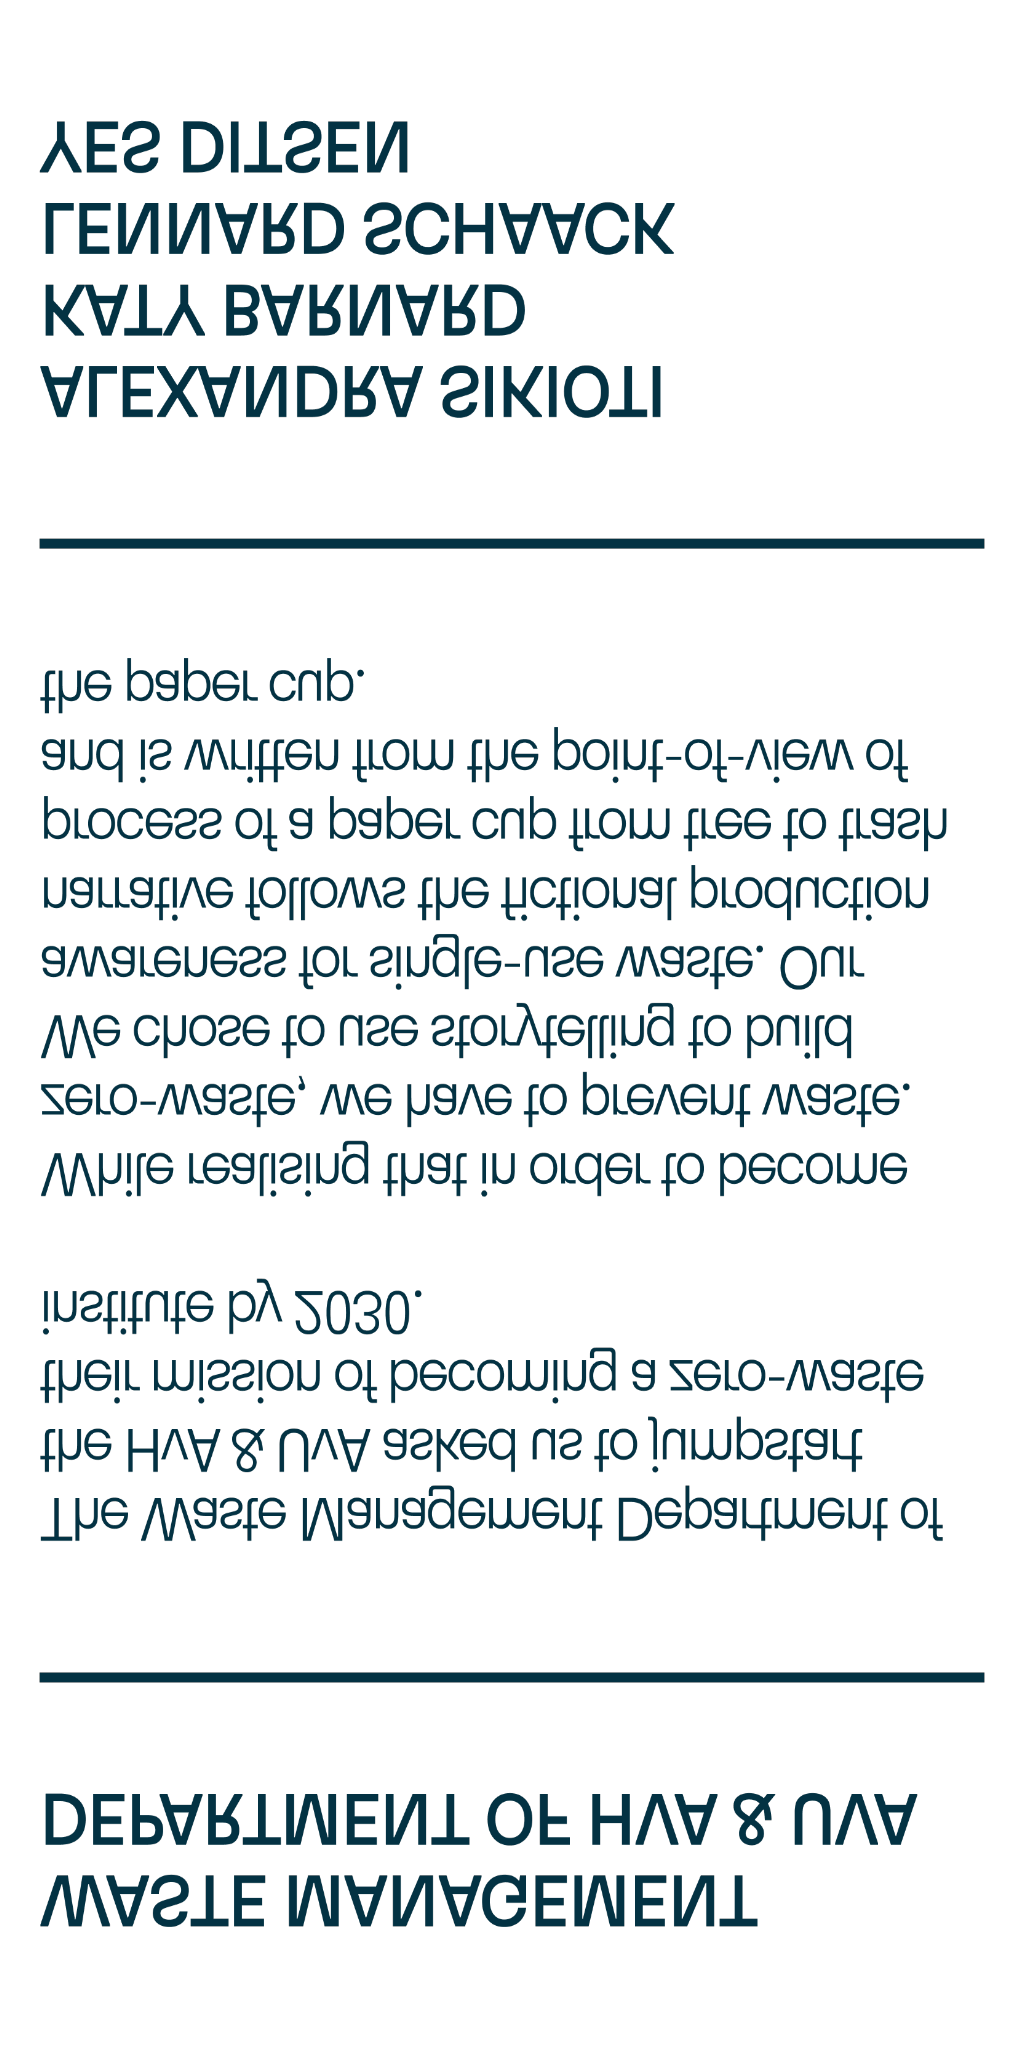 WASTE MANAGEMENT
DEPARTMENT OF HVA & UVA
The Waste Management Department of
the HvA & UvA asked us to jumpstart
their mission of becoming a zero-waste
institute by 2030.
While realising that in order to become
zero-waste, we have to prevent waste.
We chose to use storytelling to build
awareness for single-use waste. Our
narrative follows the fictional production
process of a paper cup from tree to trash
and is written from the point-of-view of
the paper cup.
ALEXANDRA SIKIOTI
KATY BARNARD
LENNARD SCHAACK
YES DITSEN